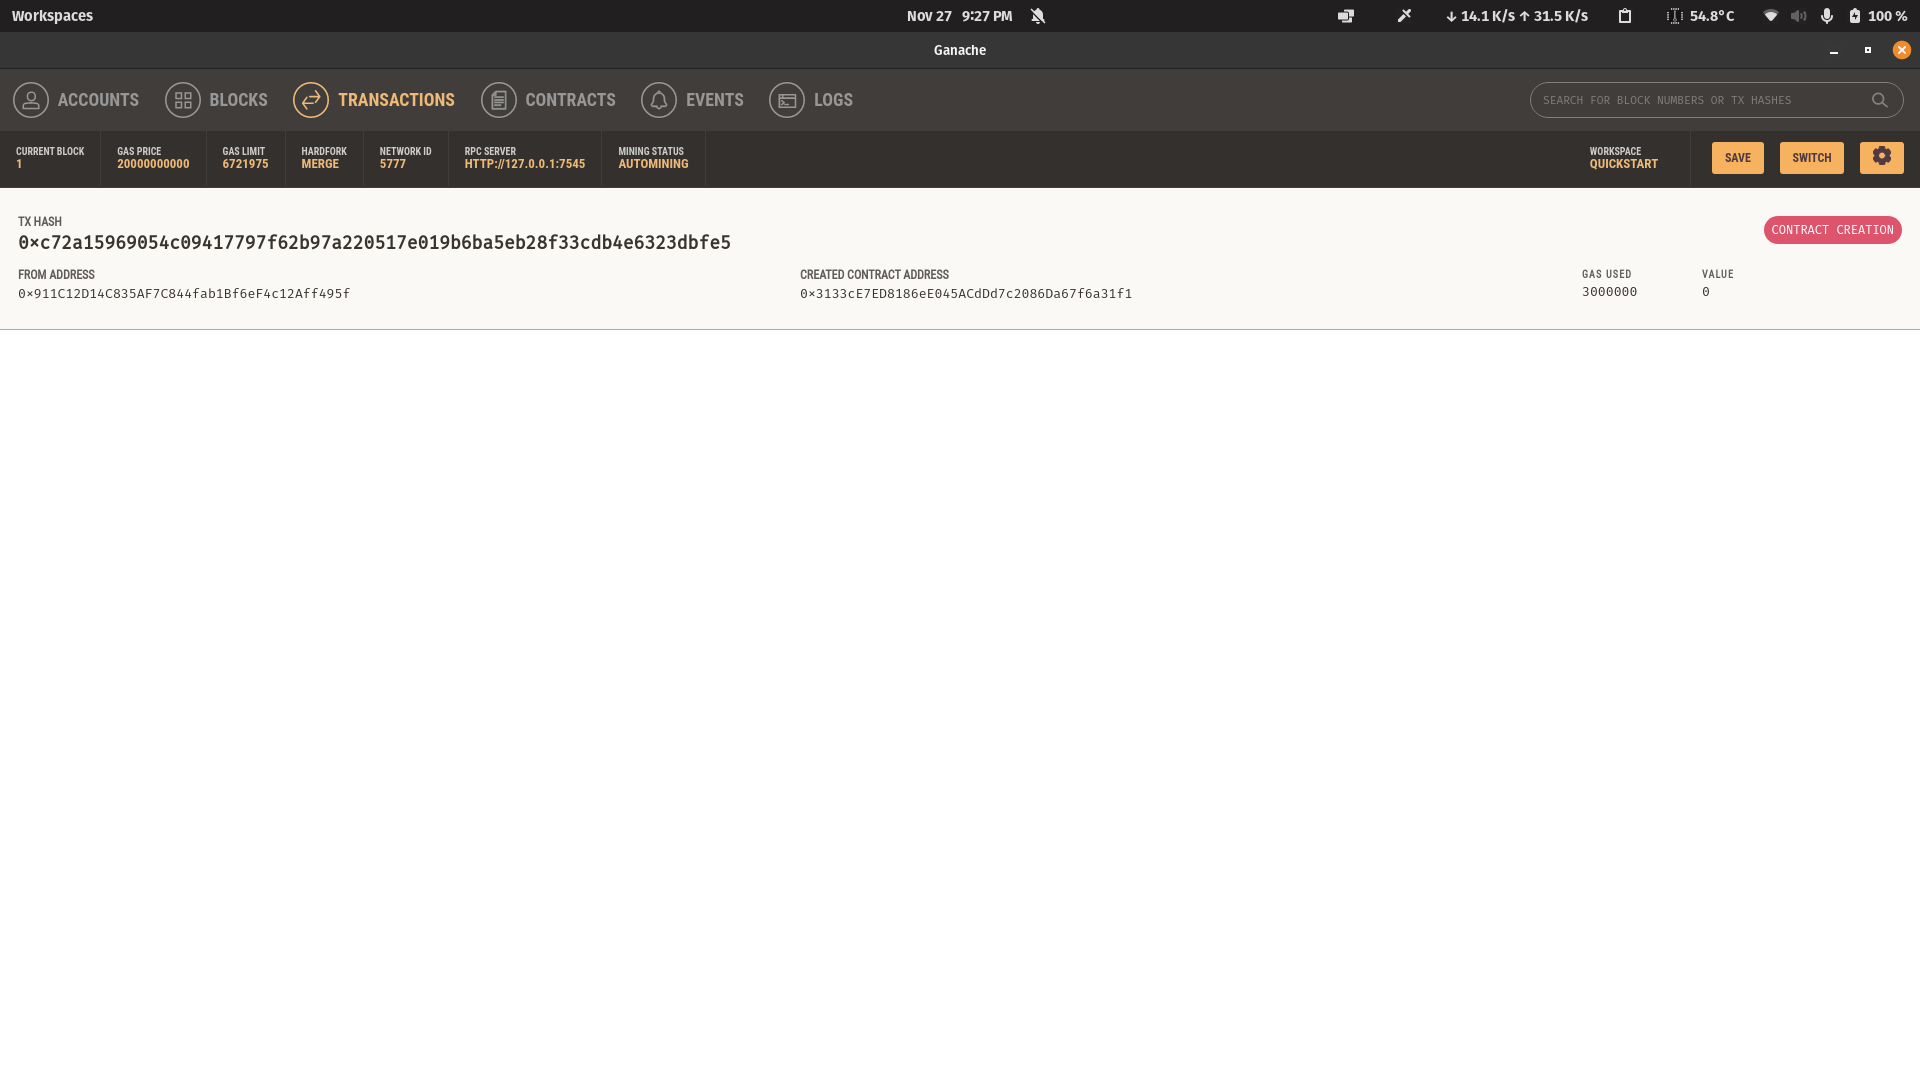 Workspaces
Nov 27 9:27 PM
↓ 14.1 K/s ↑ 31.5 K/s
54.8°C
100 %
Ganache
ACCOUNTS
BLOCKS
TRANSACTIONS
CONTRACTS
EVENTS
LOGS
SEARCH FOR BLOCK NUMBERS OR TX HASHES
CURRENT BLOCK
1
GAS PRICE
20000000000
GAS LIMIT
6721975
HARDFORK
MERGE
NETWORK ID
5777
RPC SERVER
HTTP://127.0.0.1:7545
MINING STATUS
AUTOMINING
WORKSPACE
QUICKSTART
SAVE
SWITCH
TX HASH
0×c72a15969054c09417797f62b97a220517e019b6ba5eb28f33cdb4e6323dbfe5
CONTRACT CREATION
FROM ADDRESS
0×911C12D14C835AF7C844fab1Bf6eF4c12Aff495f
CREATED CONTRACT ADDRESS
0×3133cE7ED8186eE045ACdDd7c2086Da67f6a31f1
GAS USED
3000000
VALUE
0